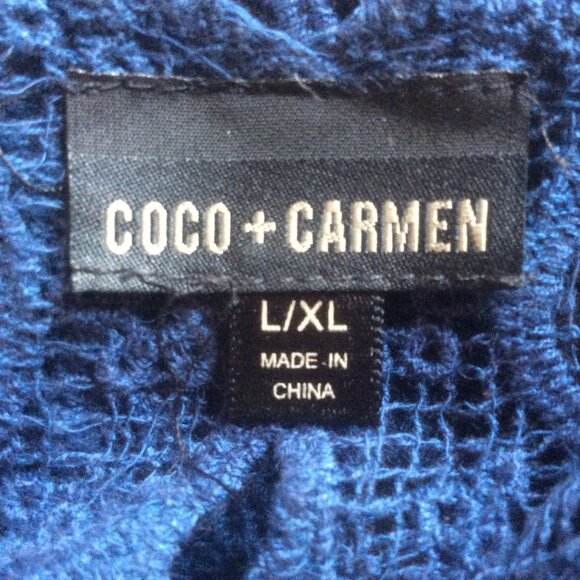 COCO + CARMEN
L/XL
MADE IN
CHINA